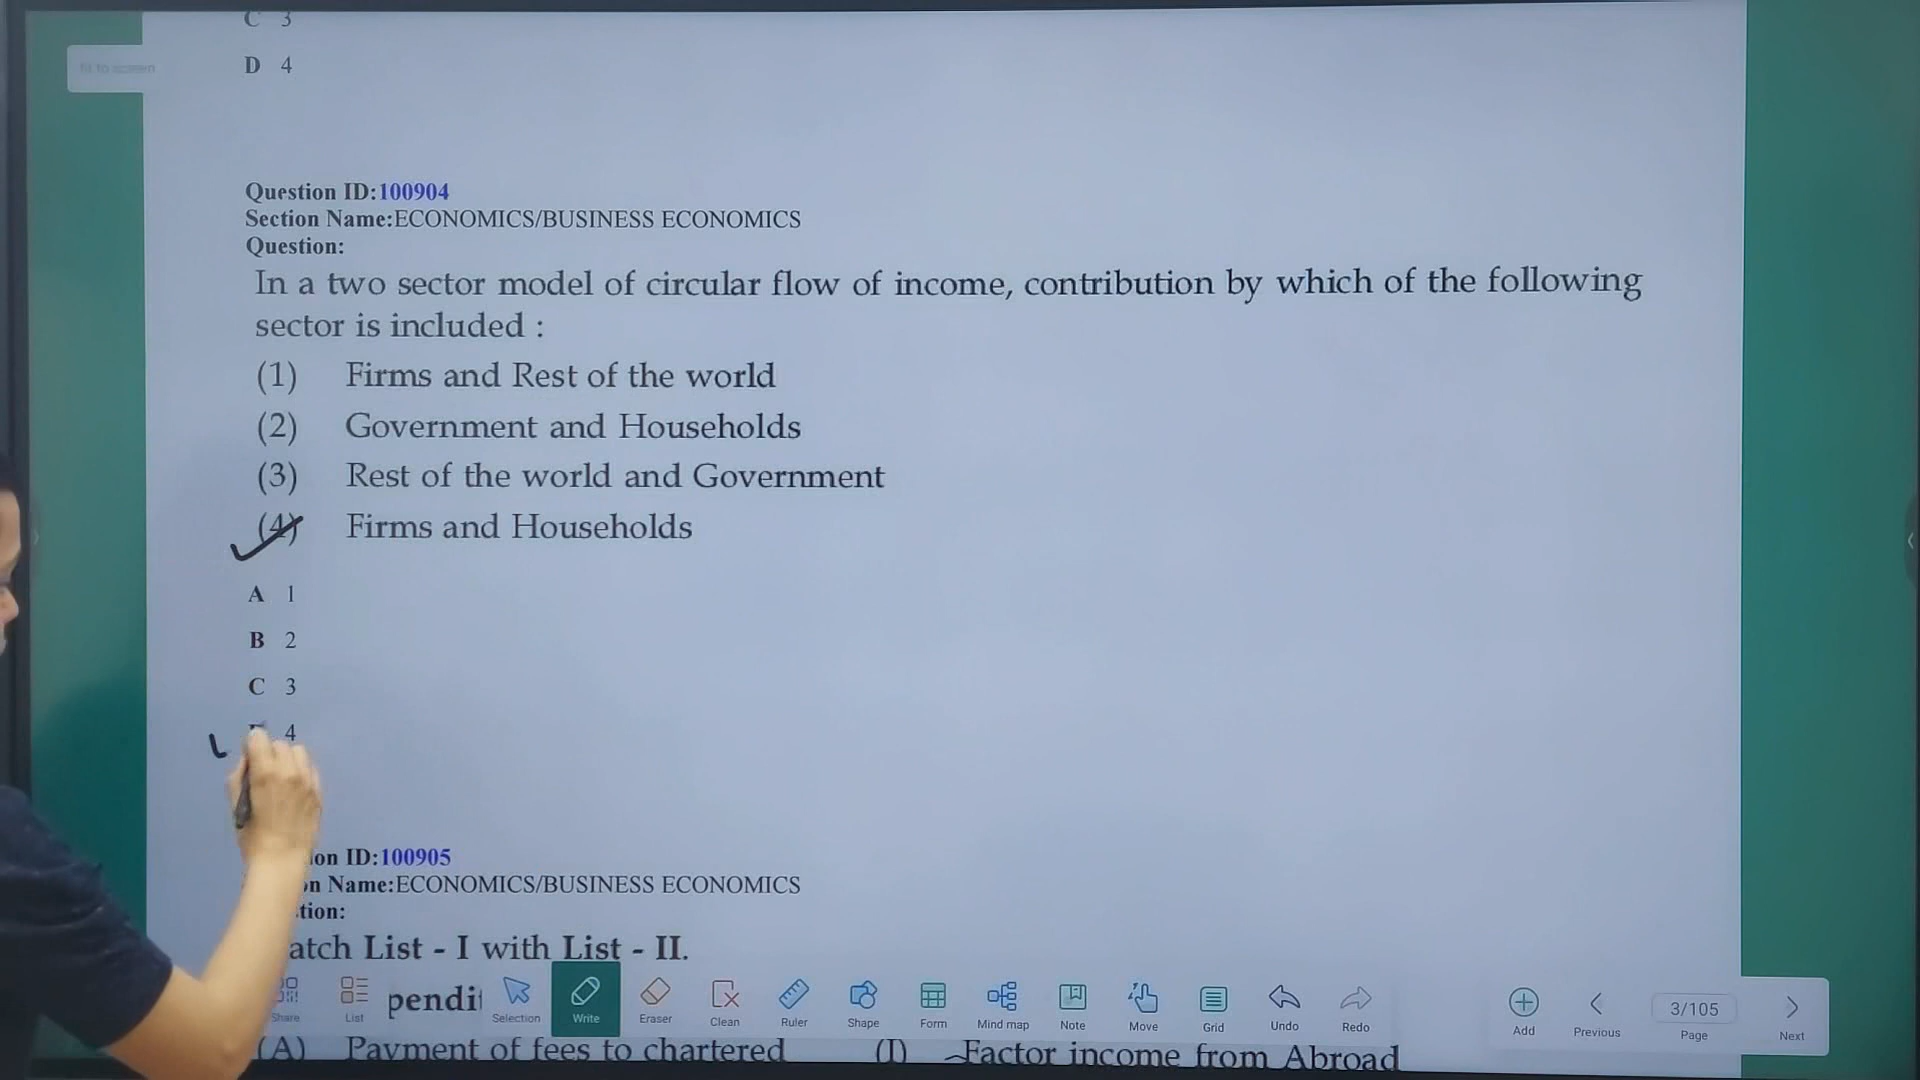 C 3
Fit to screen
D 4
Question ID:100904
Section Name:ECONOMICS/BUSINESS ECONOMICS
Question:
In a two sector model of circular flow of income, contribution by which of the following
sector is included :
(1) Firms and Rest of the world
(2) Government and Households
(3) Rest of the world and Government
(4) Firms and Households
A 1
B 2
C 3
4
ion ID:100905
on Name:ECONOMICS/BUSINESS ECONOMICS
tion:
atch List - I with List - II.
pendi
Share List Selection Write Eraser Clean Ruler Shape Form Mind map Note Move Grid Undo Redo Add Previous 3/105 Page Next
(A) Payment of fees to chartered (I) Factor income from Abroad